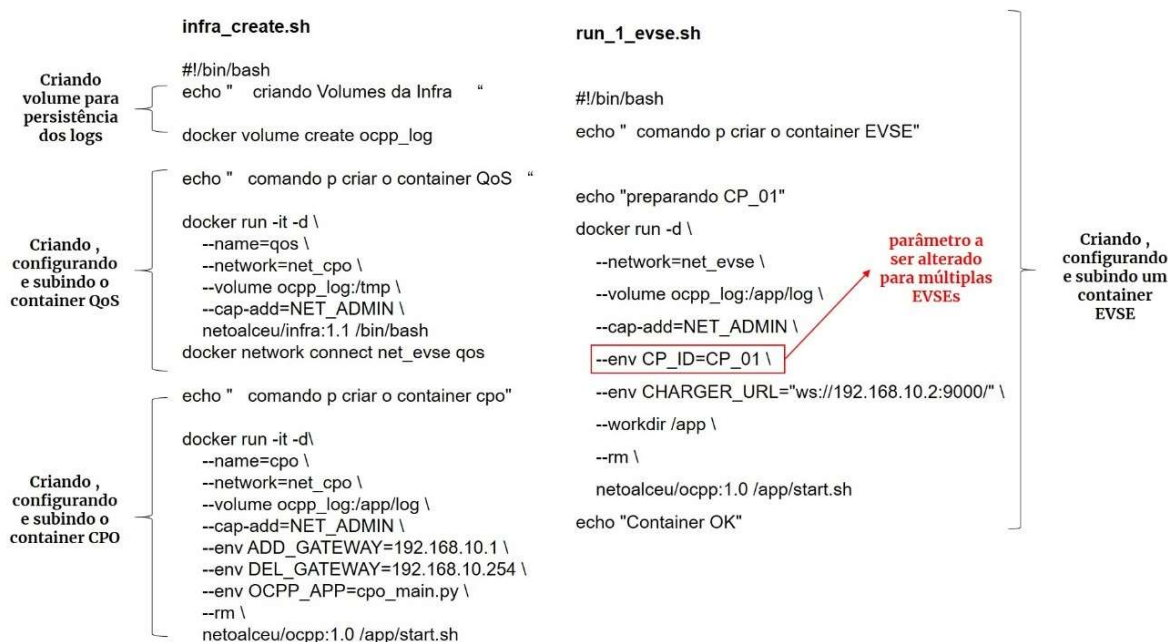 infra_create.sh
Criando
volume para
persistência
dos logs
#!/bin/bash
echo "    criando Volumes da Infra     “
docker volume create ocpp_log
Criando ,
configurando
e subindo o
container QoS
echo "   comando p criar o container QoS   “
docker run -it -d \
--name=qos \
--network=net_cpo \
--volume ocpp_log:/tmp \
--cap-add=NET_ADMIN \
netoalceu/infra:1.1 /bin/bash
docker network connect net_evse qos
Criando ,
configurando
e subindo o
container CPO
echo "   comando p criar o container cpo"
docker run -it -d\
--name=cpo \
--network=net_cpo \
--volume ocpp_log:/app/log \
--cap-add=NET_ADMIN \
--env ADD_GATEWAY=192.168.10.1 \
--env DEL_GATEWAY=192.168.10.254 \
--env OCPP_APP=cpo_main.py \
--rm \
netoalceu/ocpp:1.0 /app/start.sh
run_1_evse.sh
#!/bin/bash
echo "  comando p criar o container EVSE"
echo "preparando CP_01"
docker run -d \
--network=net_evse \
--volume ocpp_log:/app/log \
--cap-add=NET_ADMIN \
--env CP_ID=CP_01 \
--env CHARGER_URL="ws://192.168.10.2:9000/" \
--workdir /app \
--rm \
netoalceu/ocpp:1.0 /app/start.sh
echo "Container OK"
parâmetro a
ser alterado
para múltiplas
EVSEs
Criando ,
configurando
e subindo um
container
EVSE